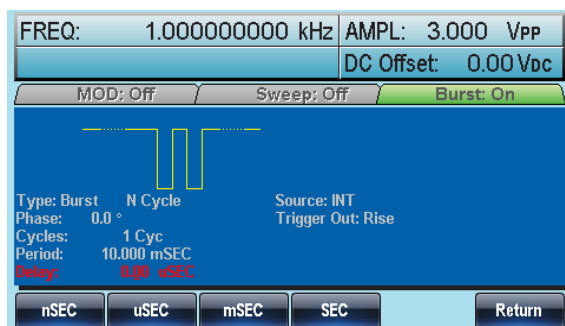 FREQ: 1.000000000 kHz AMPL: 3.000 VPP
DC Offset: 0.00 VDC
MOD: Off Sweep: Off Burst: On
Type: Burst N Cycle Source: INT
Phase: 0.0 ° Trigger Out: Rise
Cycles: 1 Cyc
Period: 10.000 mSEC
Delay: 0.00 uSEC
nSEC uSEC mSEC SEC Return